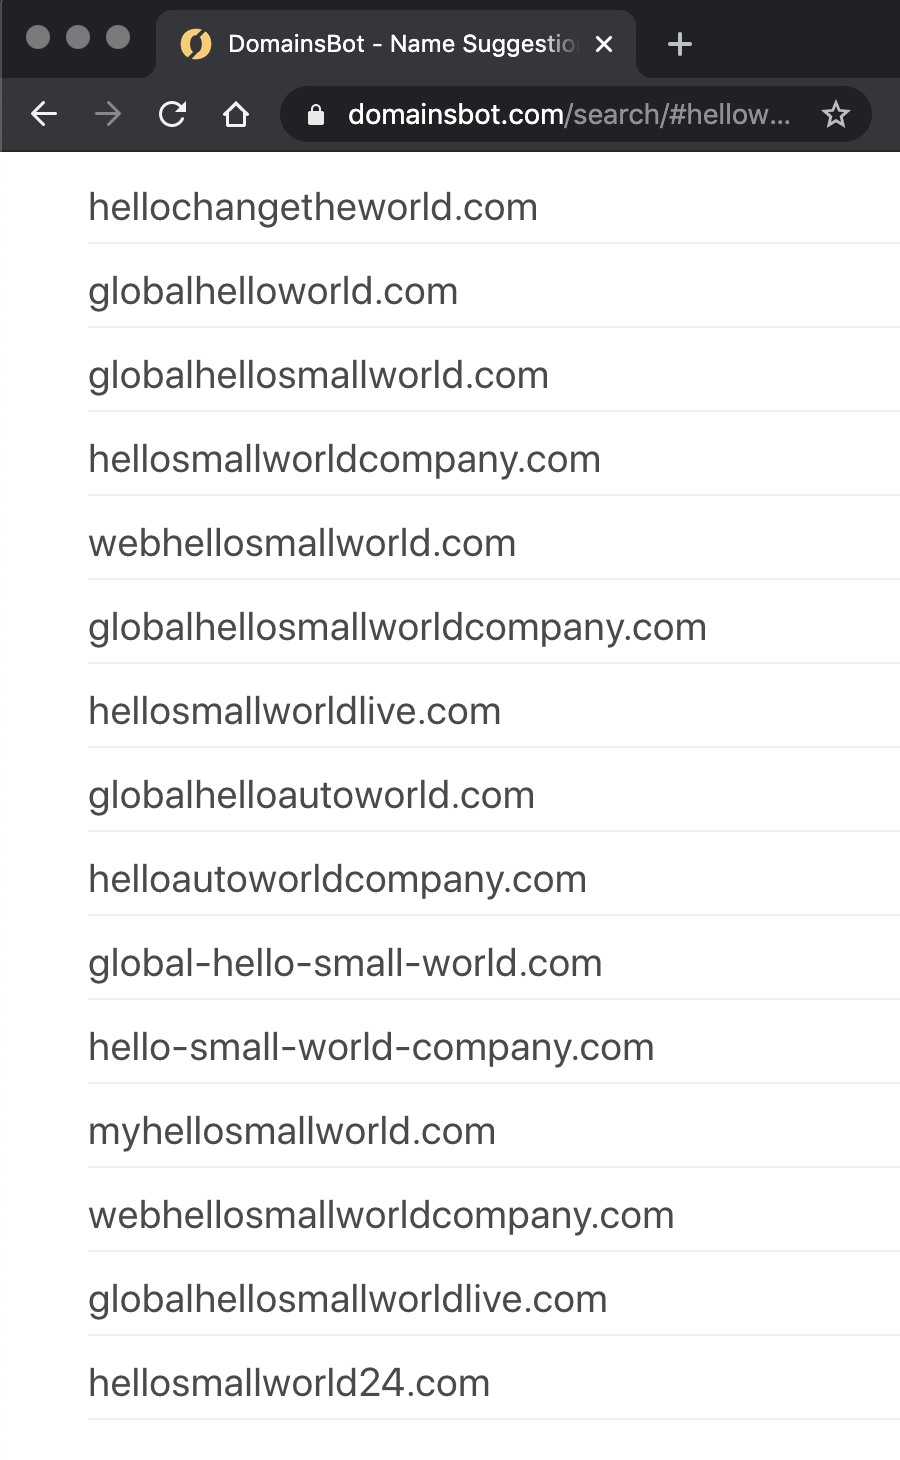 DomainsBot - Name Suggestio
domainsbot.com/search/#hellow...
hellochangetheworld.com
globalhelloworld.com
globalhellosmallworld.com
hellosmallworldcompany.com
webhellosmallworld.com
globalhellosmallworldcompany.com
hellosmallworldlive.com
globalhelloautoworld.com
helloautoworldcompany.com
global-hello-small-world.com
hello-small-world-company.com
myhellosmallworld.com
webhellosmallworldcompany.com
globalhellosmallworldlive.com
hellosmallworld24.com